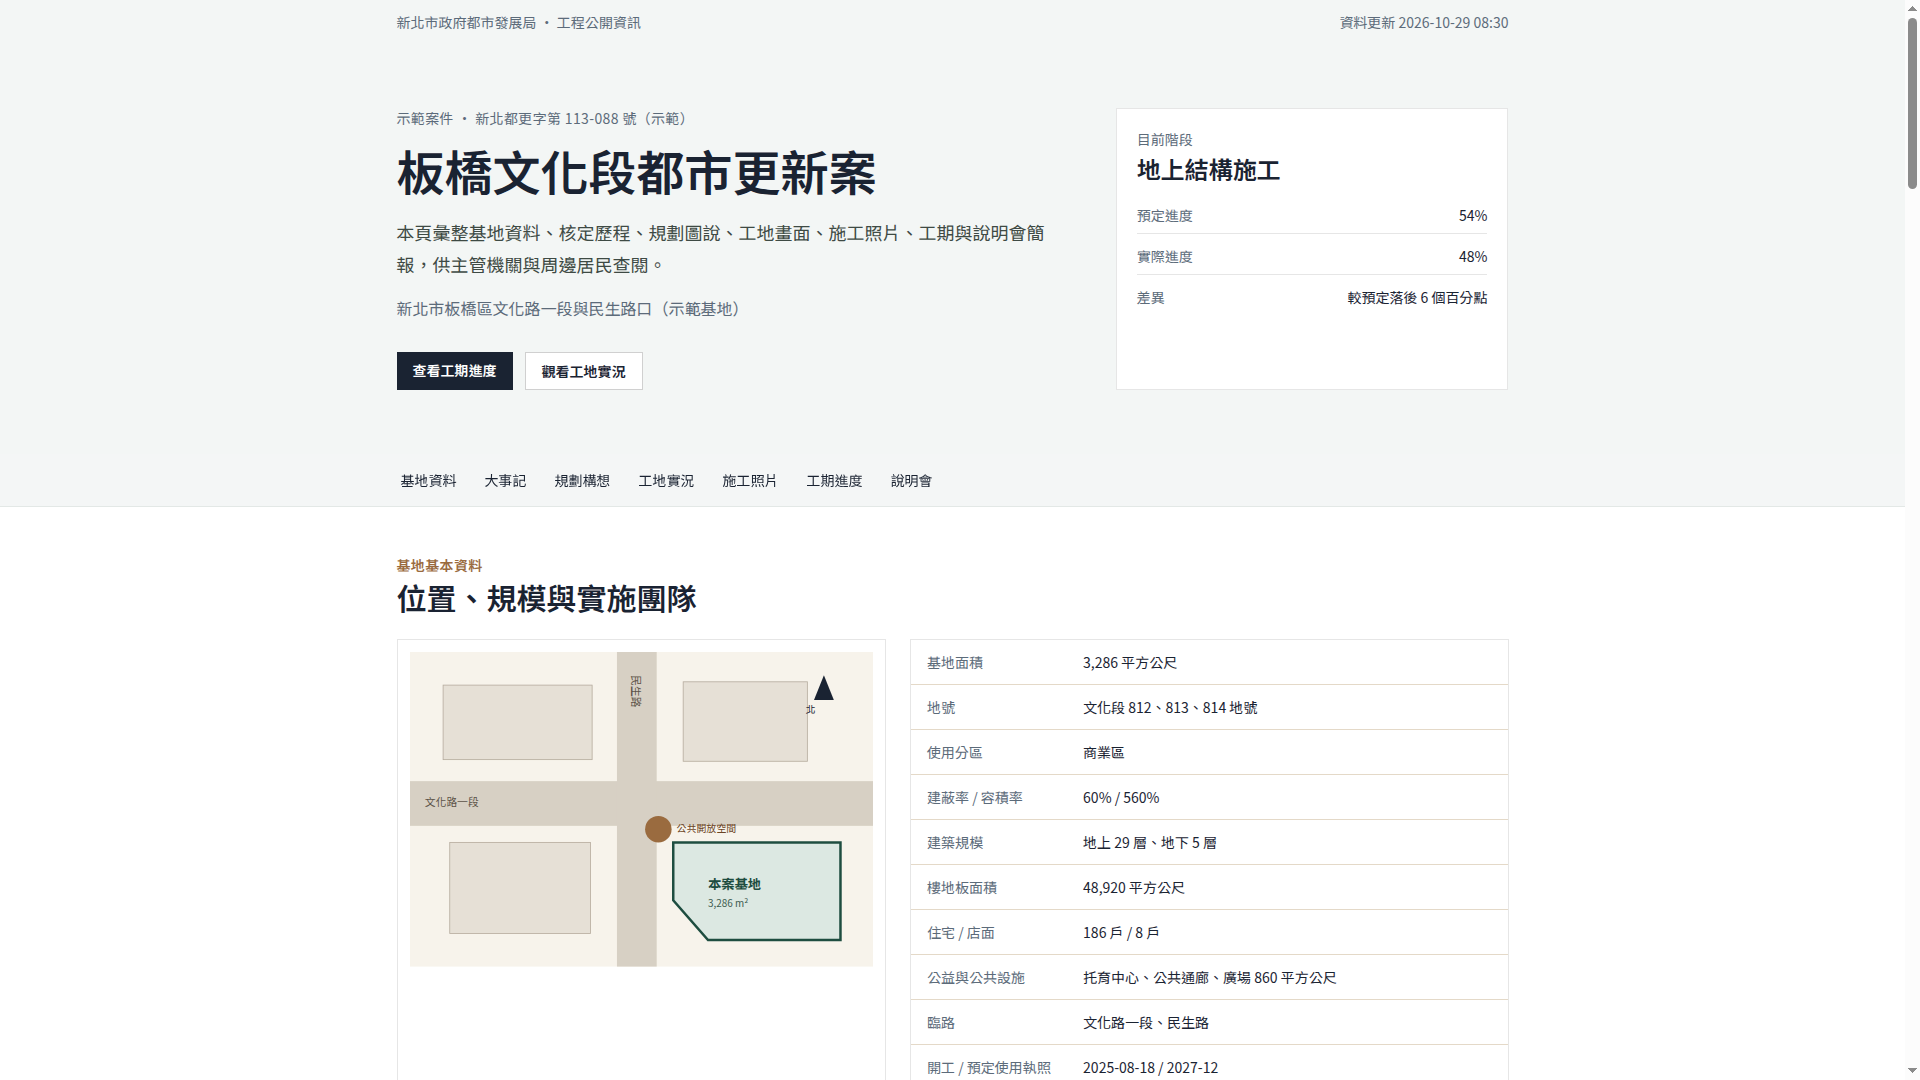 新北市政府都市發展局 ・ 工程公開資訊
資料更新 2026-10-29 08:30
示範案件 ・ 新北都更字第 113-088 號（示範）
板橋文化段都市更新案
本頁彙整基地資料、核定歷程、規劃圖說、工地畫面、施工照片、工期與說明會簡
報，供主管機關與周邊居民查閱。
新北市板橋區文化路一段與民生路口（示範基地）
查看工期進度
觀看工地實況
目前階段
地上結構施工
預定進度 54%
實際進度 48%
差異 較預定落後 6 個百分點
基地資料 大事記 規劃構想 工地實況 施工照片 工期進度 說明會
基地基本資料
位置、規模與實施團隊
民生路
北
文化路一段
公共開放空間
本案基地
3,286 m²
基地面積 3,286 平方公尺
地號 文化段 812、813、814 地號
使用分區 商業區
建蔽率 / 容積率 60% / 560%
建築規模 地上 29 層、地下 5 層
樓地板面積 48,920 平方公尺
住宅 / 店面 186 戶 / 8 戶
公益與公共設施 托育中心、公共通廊、廣場 860 平方公尺
臨路 文化路一段、民生路
開工 / 預定使用執照 2025-08-18 / 2027-12